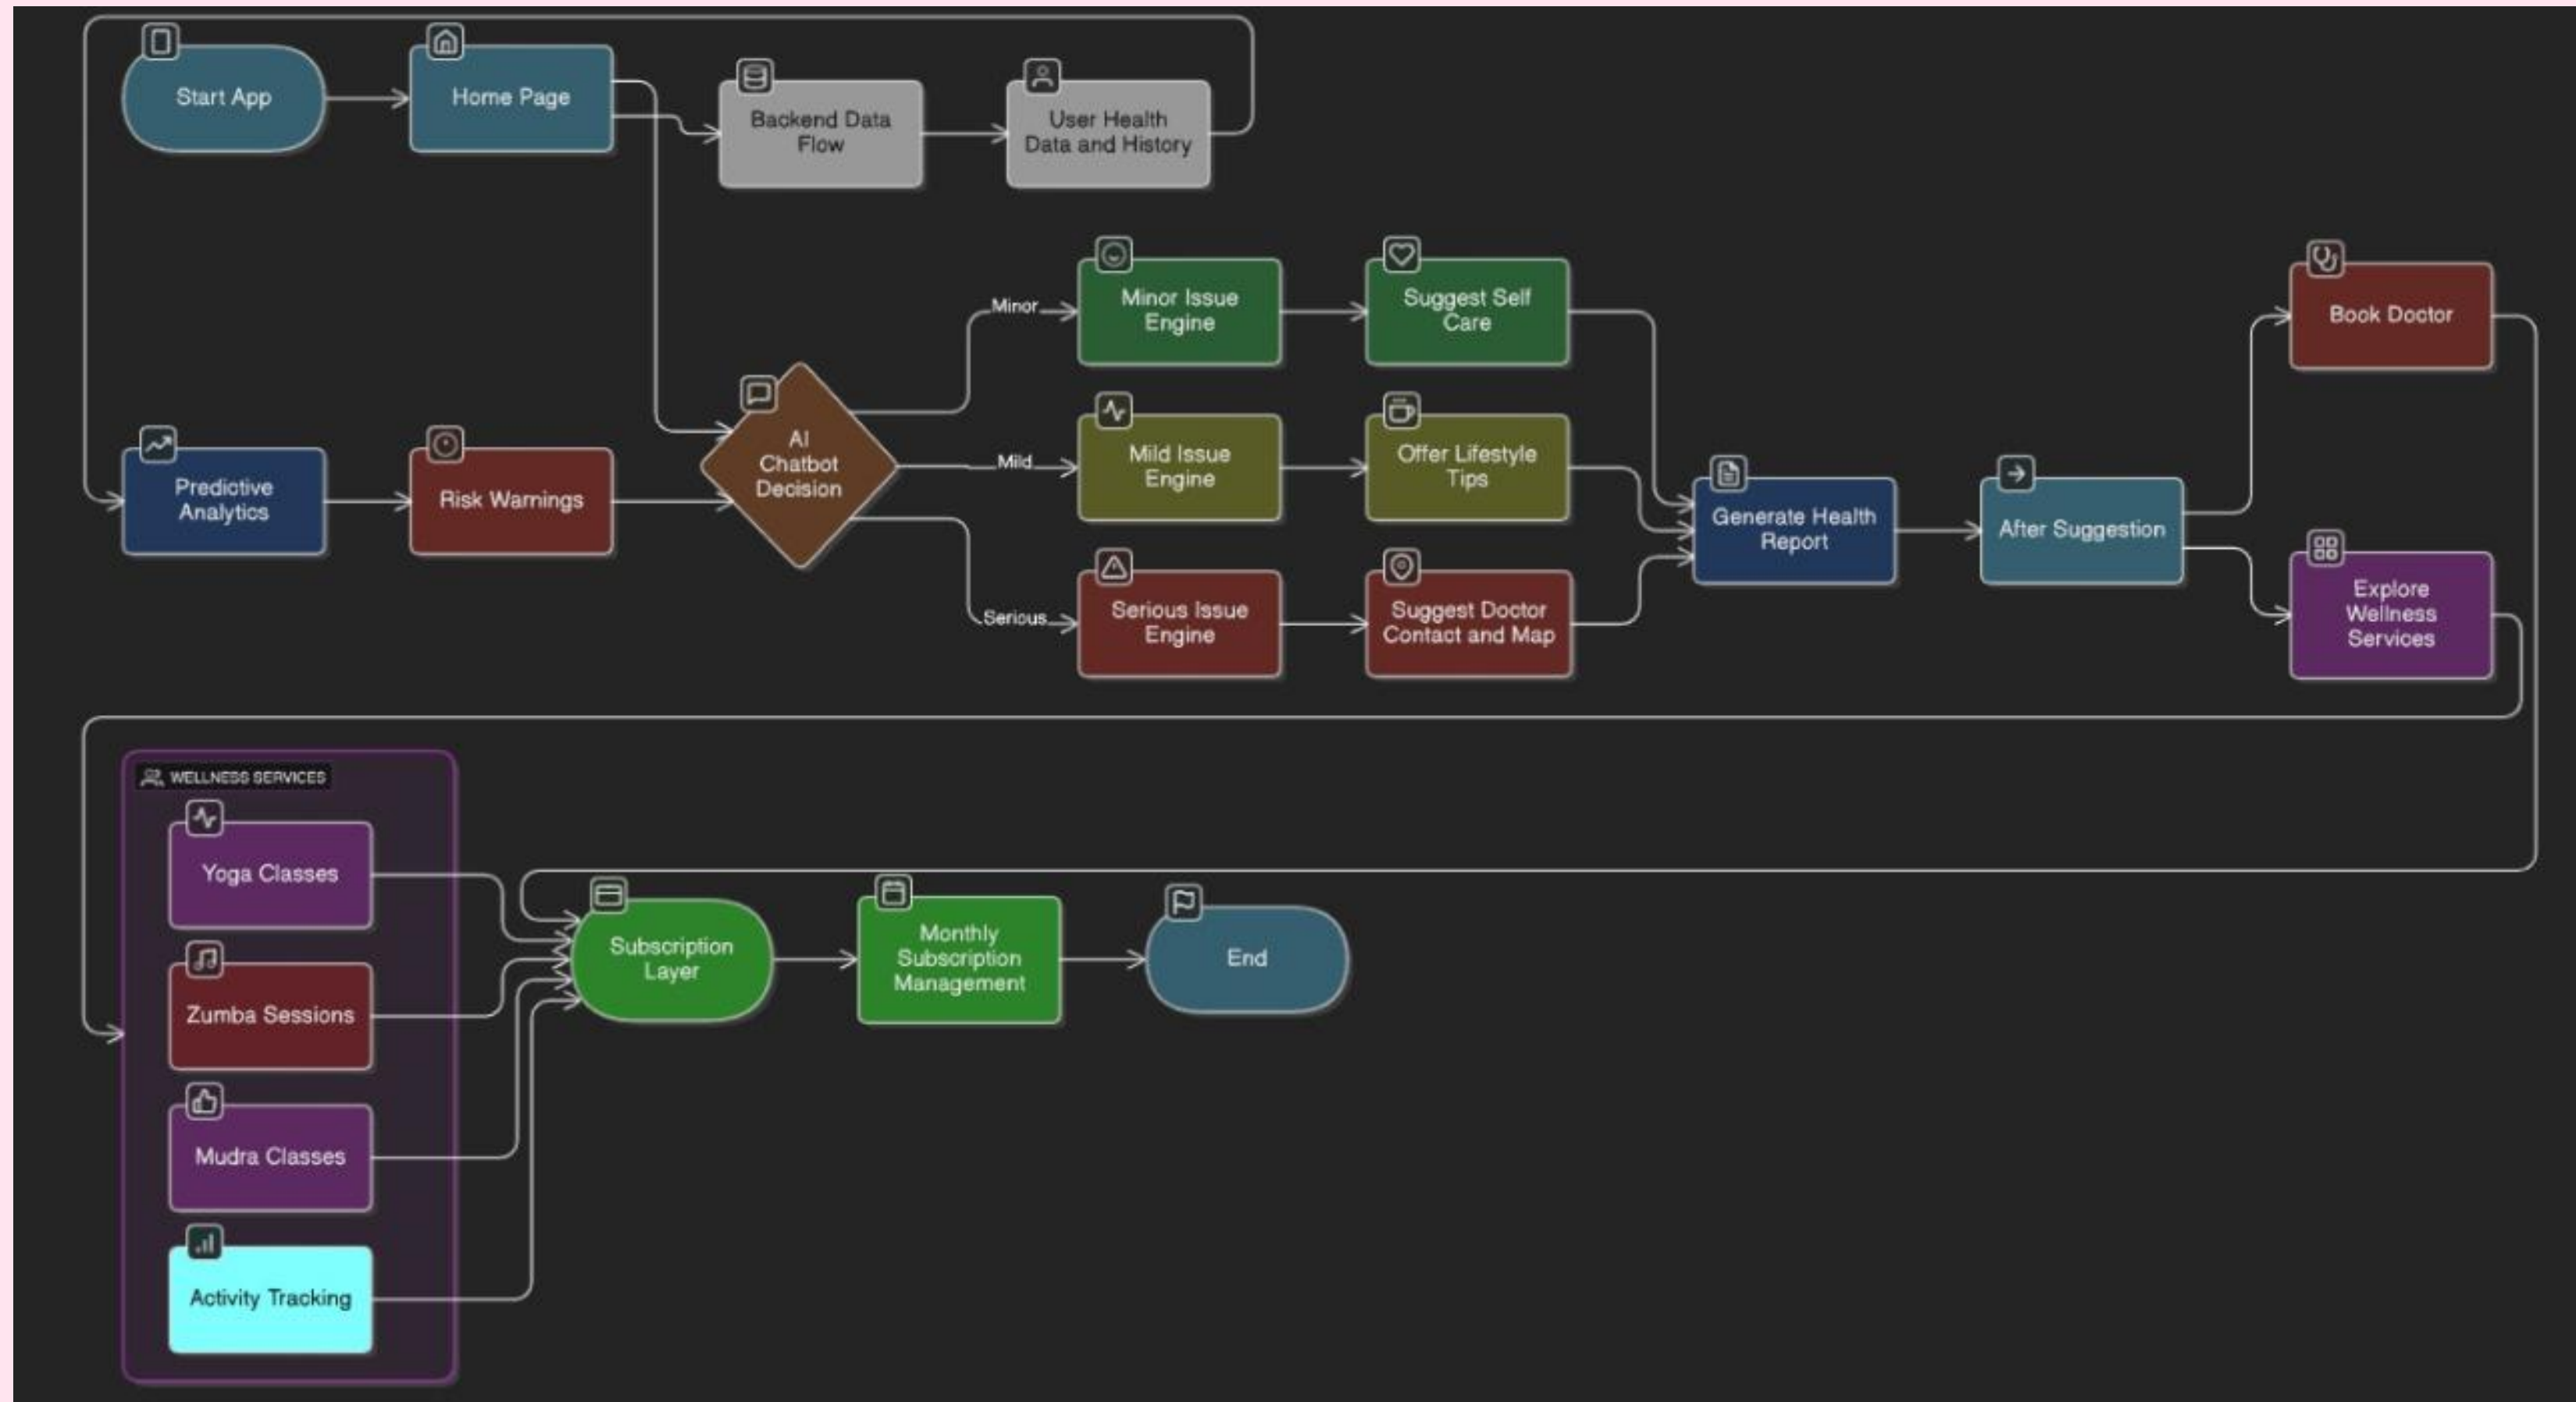 Start App
Home Page
Backend Data
Flow
User Health
Data and History
Minor
Minor Issue
Engine
Suggest Self
Care
Book Doctor
Predictive
Analytics
Risk Warnings
AI
Chatbot
Decision
Mild
Mild Issue
Engine
Offer Lifestyle
Tips
Generate Health
Report
After Suggestion
Serious
Serious Issue
Engine
Suggest Doctor
Contact and Map
Explore
Wellness
Services
WELLNESS SERVICES
Yoga Classes
Zumba Sessions
Mudra Classes
Activity Tracking
Subscription
Layer
Monthly
Subscription
Management
End